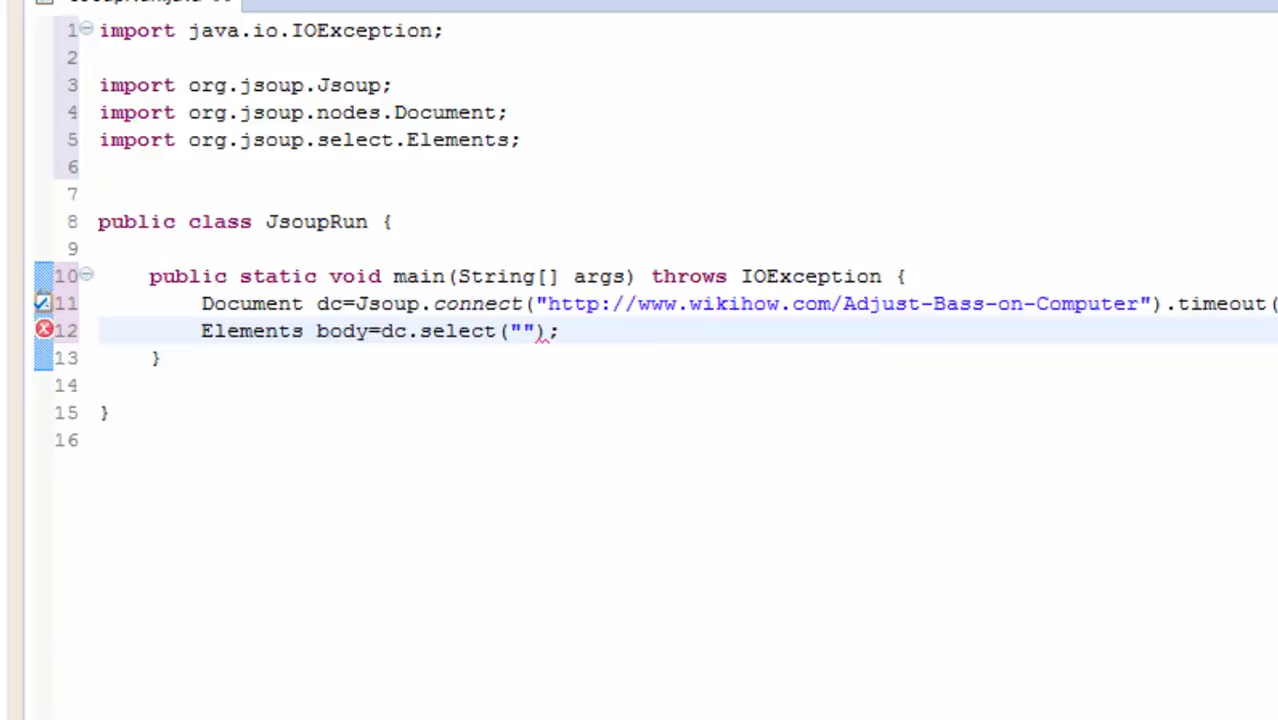 1 import java.io.IOException;
2
3 import org.jsoup.Jsoup;
4 import org.jsoup.nodes.Document;
5 import org.jsoup.select.Elements;
6
7
8 public class JsoupRun {
9
10 public static void main(String[] args) throws IOException {
11 Document dc=Jsoup.connect("http://www.wikihow.com/Adjust-Bass-on-Computer").timeout(
12 Elements body=dc.select("");
13 }
14
15 }
16